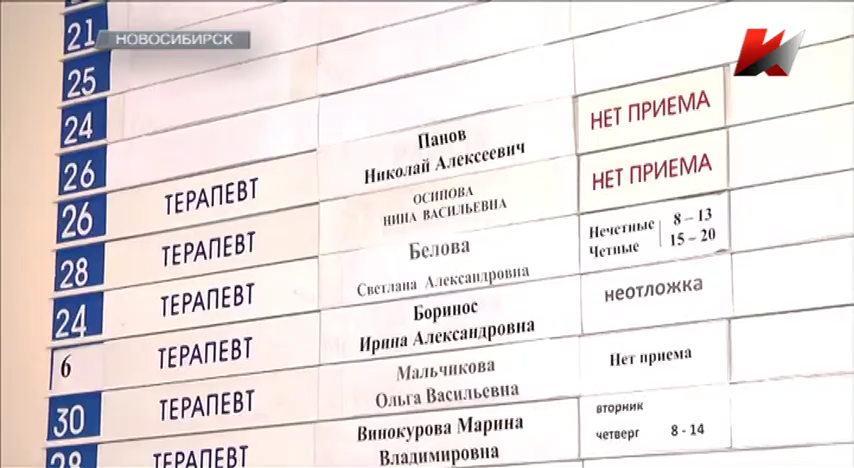 21
НОВОСИБИРСК
25
24
26
ТЕРАПЕВТ
Панов
Николай Алексеевич
НЕТ ПРИЕМА
26
ТЕРАПЕВТ
ОСИПОВА
НИНА ВАСИЛЬЕВНА
НЕТ ПРИЕМА
28
ТЕРАПЕВТ
Белова
Светлана Александровна
Нечетные 8 – 13
Четные 15 – 20
24
ТЕРАПЕВТ
Боринос
Ирина Александровна
неотложка
6
ТЕРАПЕВТ
Мальчикова
Ольга Васильевна
Нет приема
30
ТЕРАПЕВТ
Винокурова Марина
Владимировна
вторник
четверг 8 - 14
28